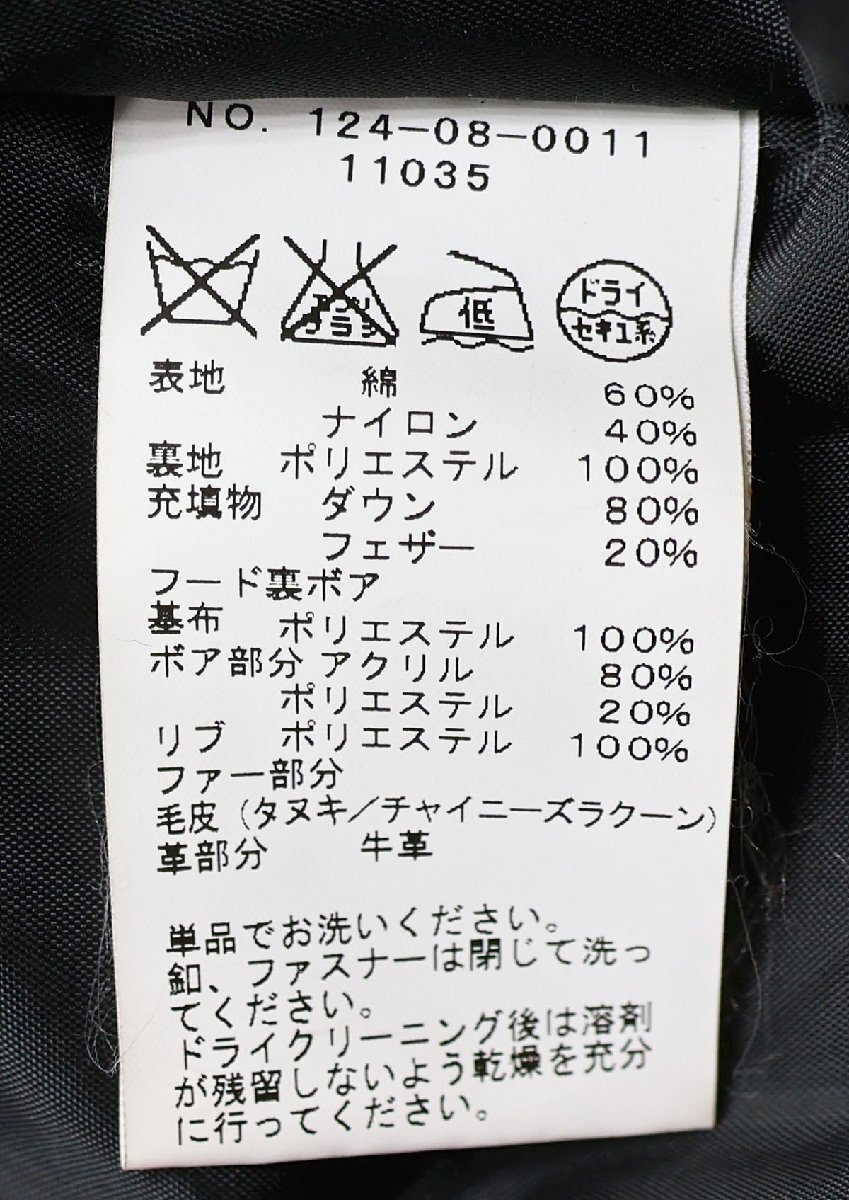 NO. 124-08-0011
11035
エンソ
ブラシ 低 ドライ
セキユ系
表地 綿 60%
ナイロン 40%
裏地 ポリエステル 100%
充填物 ダウン 80%
フェザー 20%
フード裏ボア
基布 ポリエステル 100%
ボア部分 アクリル 80%
ポリエステル 20%
リブ ポリエステル 100%
ファー部分
毛皮(タヌキ/チャイニーズラクーン)
革部分 牛革
単品でお洗いください。
釦、ファスナーは閉じて洗っ
てください。
ドライクリーニング後は溶剤
が残留しないよう乾燥を充分
に行ってください。